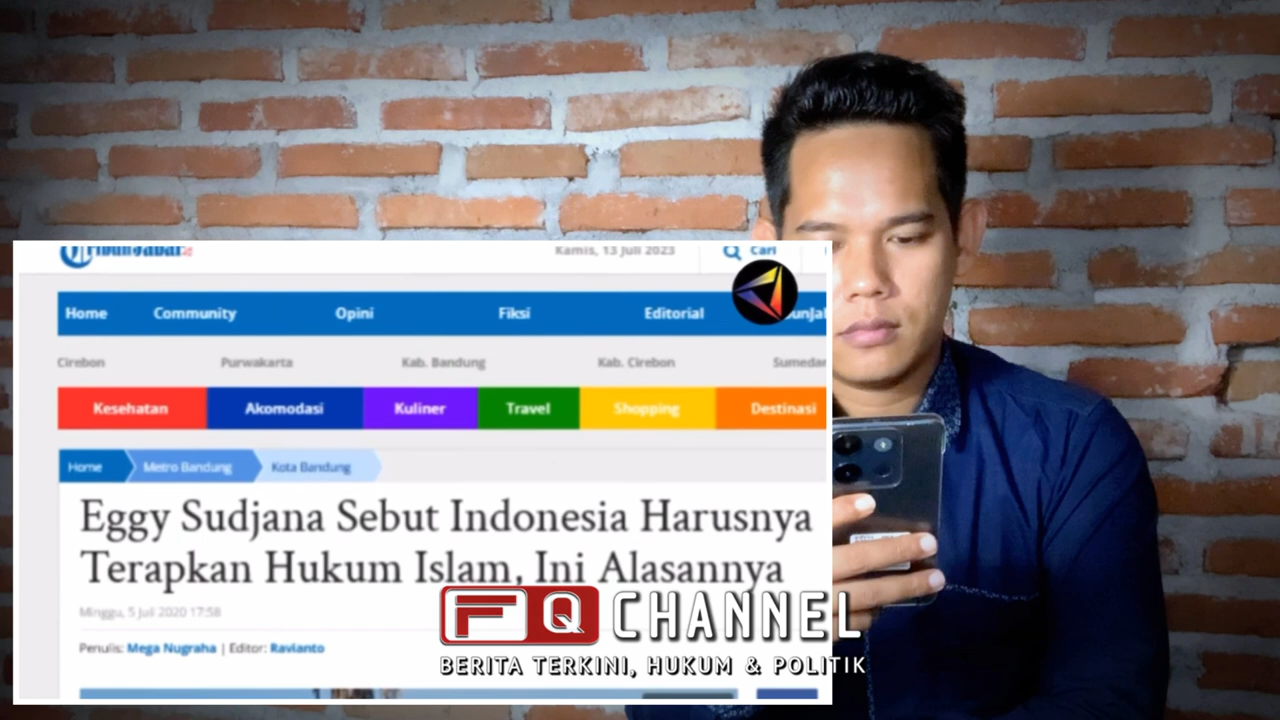 Kamis, 13 Juli 2023
Cari
Home Community Opini Fiksi Editorial
Cirebon Purwakarta Kab. Bandung Kab. Cirebon
Kesehatan Akomodasi Kuliner Travel Shopping Destinasi
Home Metro Bandung Kota Bandung
Eggy Sudjana Sebut Indonesia Harusnya
Terapkan Hukum Islam, Ini Alasannya
Minggu, 5 Juli 2020 17:58
Penulis: Mega Nugraha | Editor: Ravianto
FQ CHANNEL
BERITA TERKINI, HUKUM & POLITIK